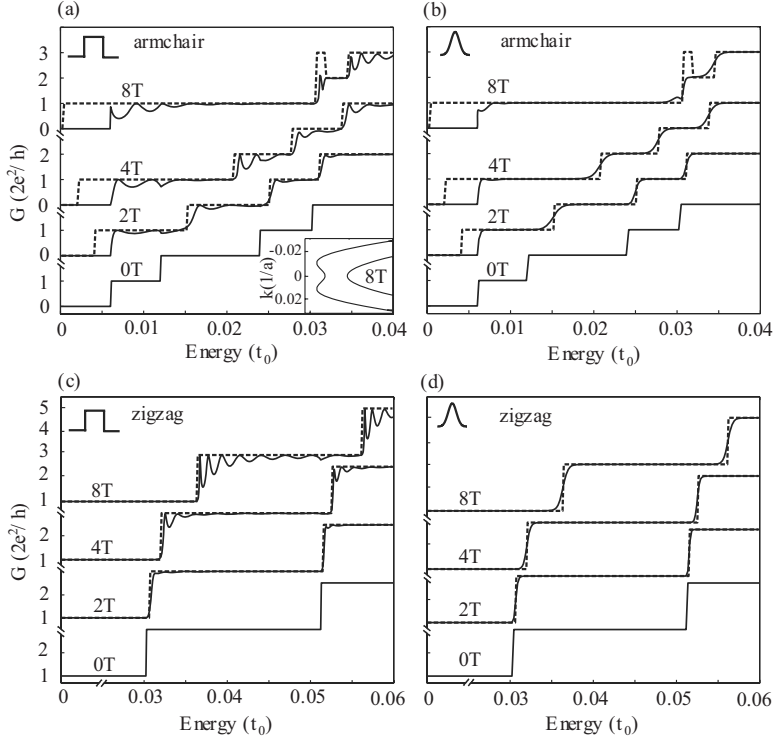 (a)
armchair
G (2e²/ h)
3
2
1
0
1
0
2
1
0
1
0
8T
4T
2T
0T
k(1/a)
-0.02
0
0.02
8T
0
0.01
0.02
0.03
0.04
Energy (t₀)
(b)
armchair
8T
4T
2T
0T
0
0.01
0.02
0.03
0.04
Energy (t₀)
(c)
zigzag
G (2e²/ h)
5
4
3
2
1
2
1
2
1
2
1
8T
4T
2T
0T
0
0.03
0.04
0.05
0.06
Energy (t₀)
(d)
zigzag
8T
4T
2T
0T
0
0.03
0.04
0.05
0.06
Energy (t₀)